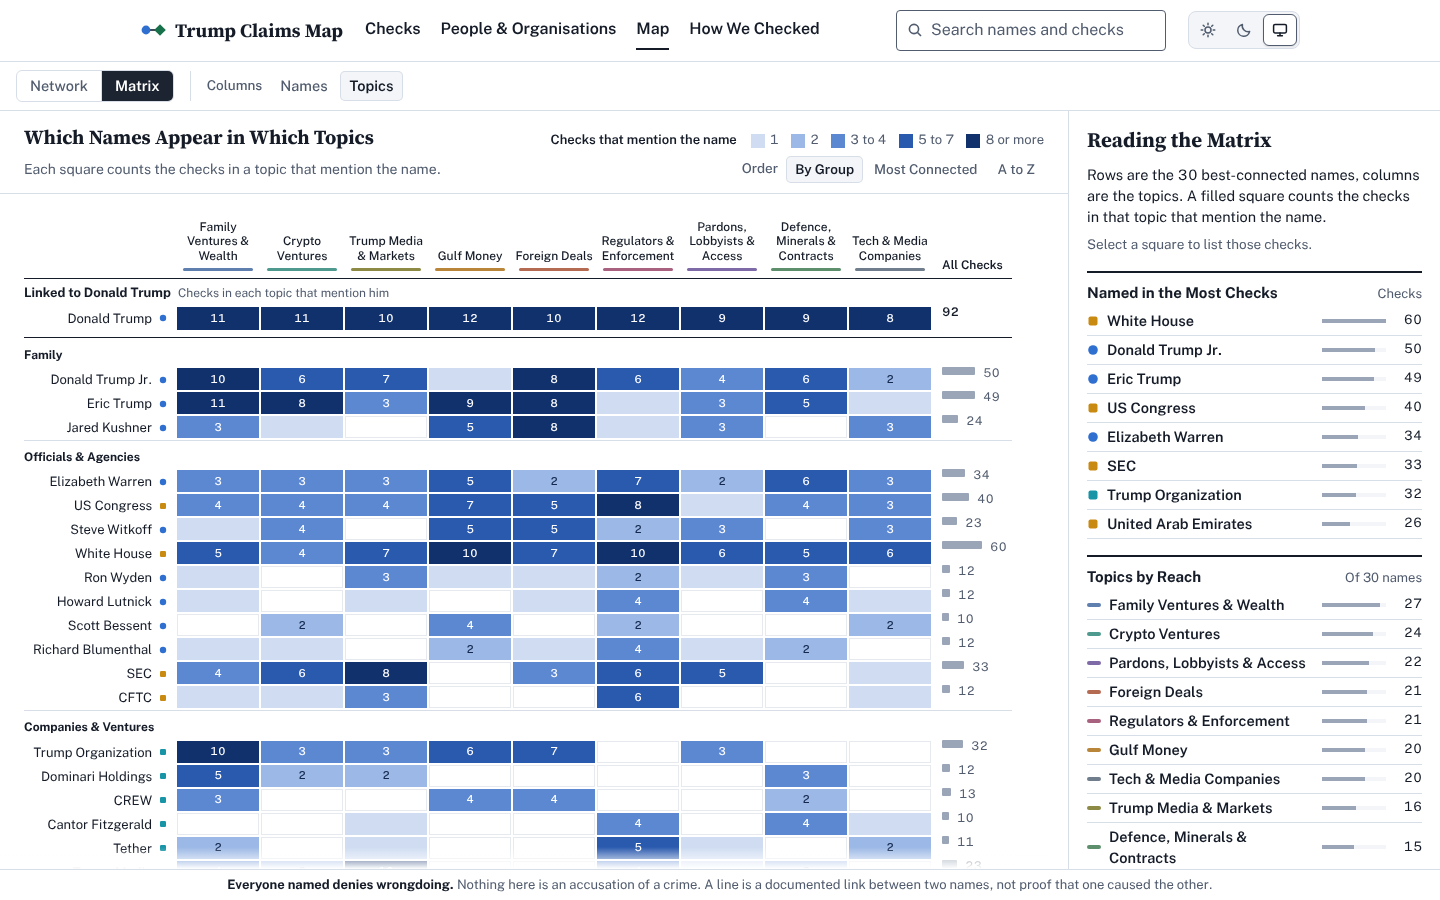 Trump Claims Map
Checks
People & Organisations
Map
How We Checked
Search names and checks
Network
Matrix
Columns
Names
Topics
Which Names Appear in Which Topics
Each square counts the checks in a topic that mention the name.
Checks that mention the name 1 2 3 to 4 5 to 7 8 or more
Order By Group Most Connected A to Z
Family Ventures & Wealth
Crypto Ventures
Trump Media & Markets
Gulf Money
Foreign Deals
Regulators & Enforcement
Pardons, Lobbyists & Access
Defence, Minerals & Contracts
Tech & Media Companies
All Checks
Linked to Donald Trump Checks in each topic that mention him
Donald Trump 11 11 10 12 10 12 9 9 8 92
Family
Donald Trump Jr. 10 6 7 8 6 4 6 2 50
Eric Trump 11 8 3 9 8 3 5 49
Jared Kushner 3 5 8 3 3 24
Officials & Agencies
Elizabeth Warren 3 3 3 5 2 7 2 6 3 34
US Congress 4 4 4 7 5 8 4 3 40
Steve Witkoff 4 5 5 2 3 3 23
White House 5 4 7 10 7 10 6 5 6 60
Ron Wyden 3 2 3 12
Howard Lutnick 4 4 12
Scott Bessent 2 4 2 2 10
Richard Blumenthal 2 4 2 12
SEC 4 6 8 3 6 5 33
CFTC 3 6 12
Companies & Ventures
Trump Organization 10 3 3 6 7 3 32
Dominari Holdings 5 2 2 3 12
CREW 3 4 4 2 13
Cantor Fitzgerald 4 4 10
Tether 2 5 2 11
Reading the Matrix
Rows are the 30 best-connected names, columns
are the topics. A filled square counts the checks
in that topic that mention the name.
Select a square to list those checks.
Named in the Most Checks Checks
White House 60
Donald Trump Jr. 50
Eric Trump 49
US Congress 40
Elizabeth Warren 34
SEC 33
Trump Organization 32
United Arab Emirates 26
Topics by Reach Of 30 names
Family Ventures & Wealth 27
Crypto Ventures 24
Pardons, Lobbyists & Access 22
Foreign Deals 21
Regulators & Enforcement 21
Gulf Money 20
Tech & Media Companies 20
Trump Media & Markets 16
Defence, Minerals &
Contracts 15
Everyone named denies wrongdoing. Nothing here is an accusation of a crime. A line is a documented link between two names, not proof that one caused the other.